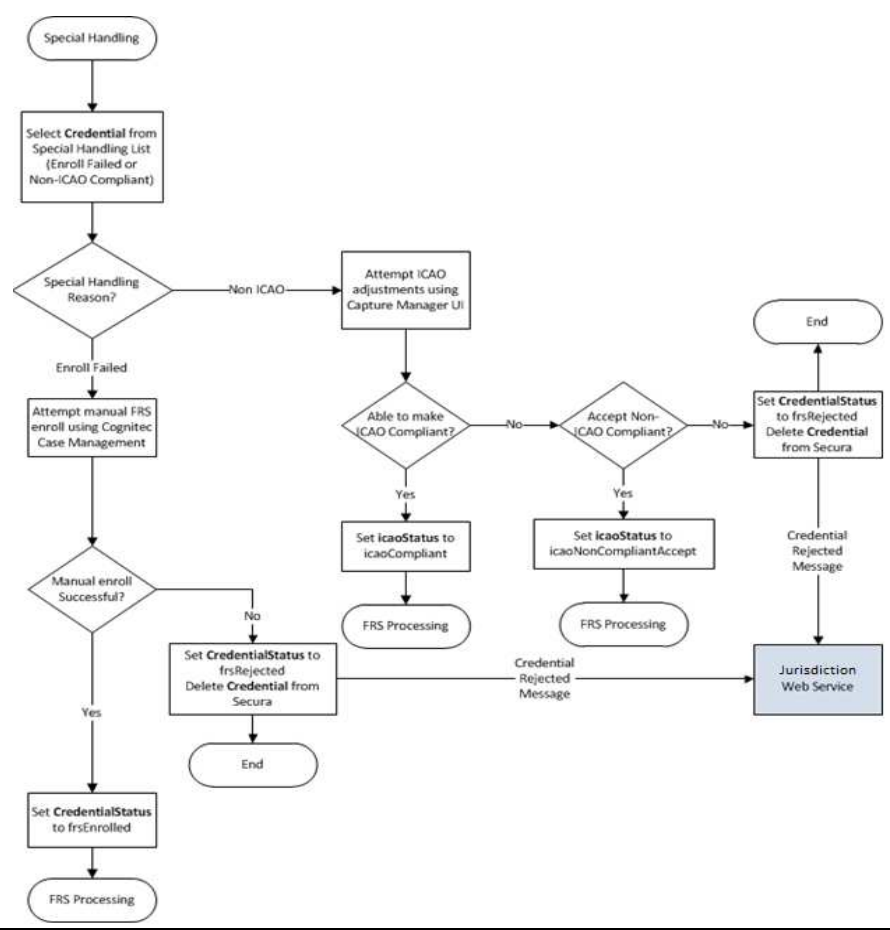 Special Handling
Select Credential from
Special Handling List
(Enroll Failed or
Non-ICAO Compliant)
Special Handling
Reason?
Non ICAO
Attempt ICAO
adjustments using
Capture Manager UI
End
Enroll Failed
Attempt manual FRS
enroll using Cognitec
Case Management
Able to make
ICAO Compliant?
No
Accept Non-
ICAO Compliant?
No
Set CredentialStatus
to frsRejected
Delete Credential
from Secura
Yes
Yes
Set icaoStatus to
icaoCompliant
Set icaoStatus to
icaoNonCompliantAccept
Credential
Rejected
Message
Manual enroll
Successful?
No
FRS Processing
FRS Processing
Set CredentialStatus to
frsRejected
Delete Credential from
Secura
Credential
Rejected
Message
Jurisdiction
Web Service
Yes
End
Set CredentialStatus
to frsEnrolled
FRS Processing